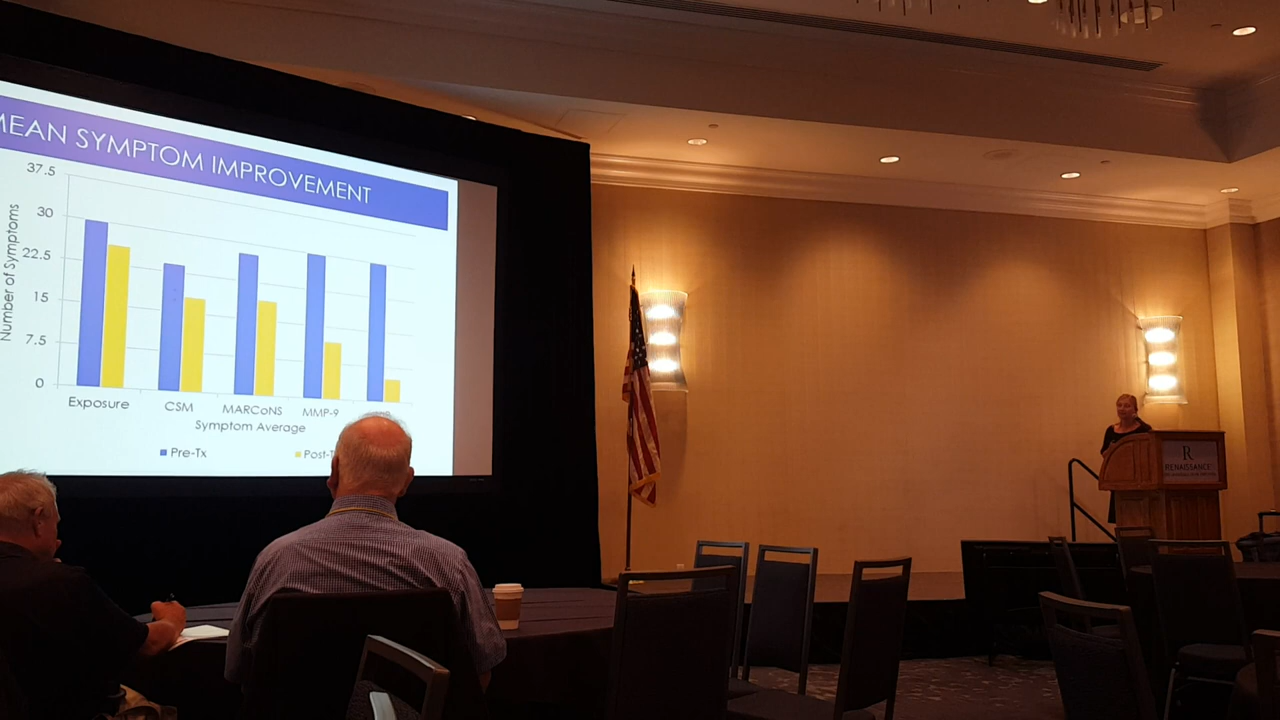 MEAN SYMPTOM IMPROVEMENT
37.5
30
22.5
15
7.5
0
Number of Symptoms
Exposure CSM MARCoNS MMP-9
Symptom Average
Pre-Tx Post-T
R
RENAISSANCE